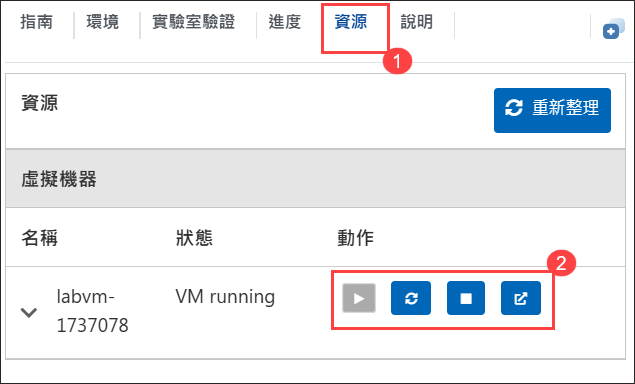 指南 環境 實驗室驗證 進度 資源 說明
1
資源 重新整理
虛擬機器
名稱 狀態 動作
2
labvm-
1737078 VM running